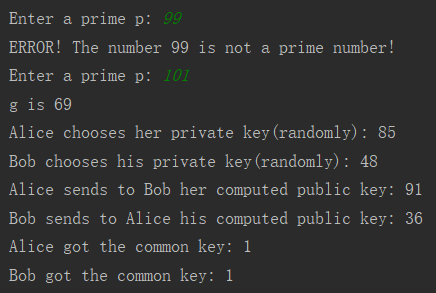 Enter a prime p: 99
ERROR! The number 99 is not a prime number!
Enter a prime p: 101
g is 69
Alice chooses her private key(randomly): 85
Bob chooses his private key(randomly): 48
Alice sends to Bob her computed public key: 91
Bob sends to Alice his computed public key: 36
Alice got the common key: 1
Bob got the common key: 1